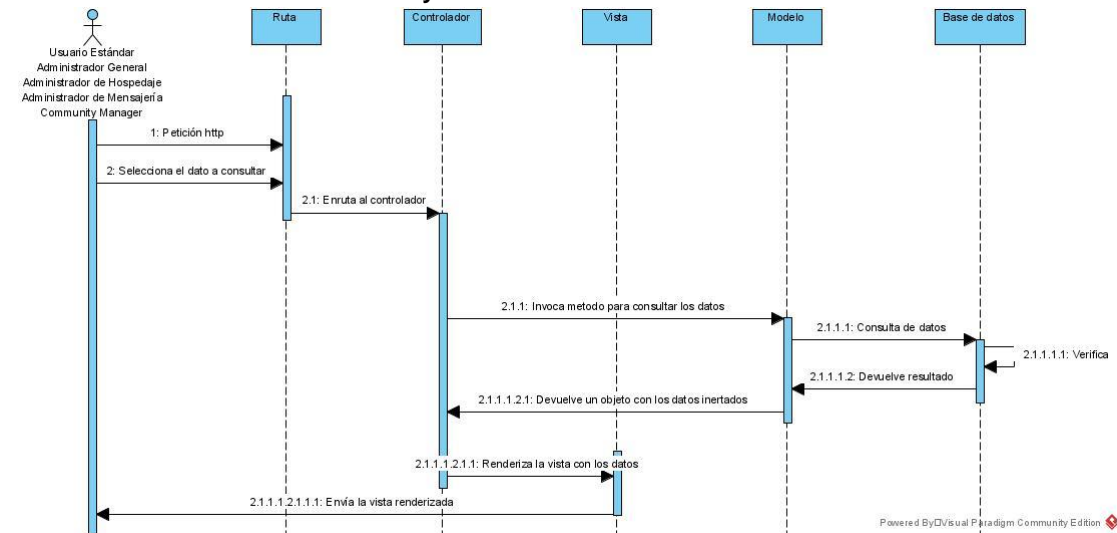 Ruta
Controlador
Vista
Modelo
Base de datos
Usuario Estándar
Administrador General
Administrador de Hospedaje
Administrador de Mensajería
Community Manager
1: Petición http
2: Selecciona el dato a consultar
2.1: Enruta al controlador
2.1.1: Invoca metodo para consultar los datos
2.1.1.1: Consulta de datos
2.1.1.1.1: Verifica
2.1.1.1.2: Devuelve resultado
2.1.1.1.2.1: Devuelve un objeto con los datos inertados
2.1.1.1.2.1.1: Renderiza la vista con los datos
2.1.1.1.2.1.1.1: Envía la vista renderizada
Powered By Visual Paradigm Community Edition